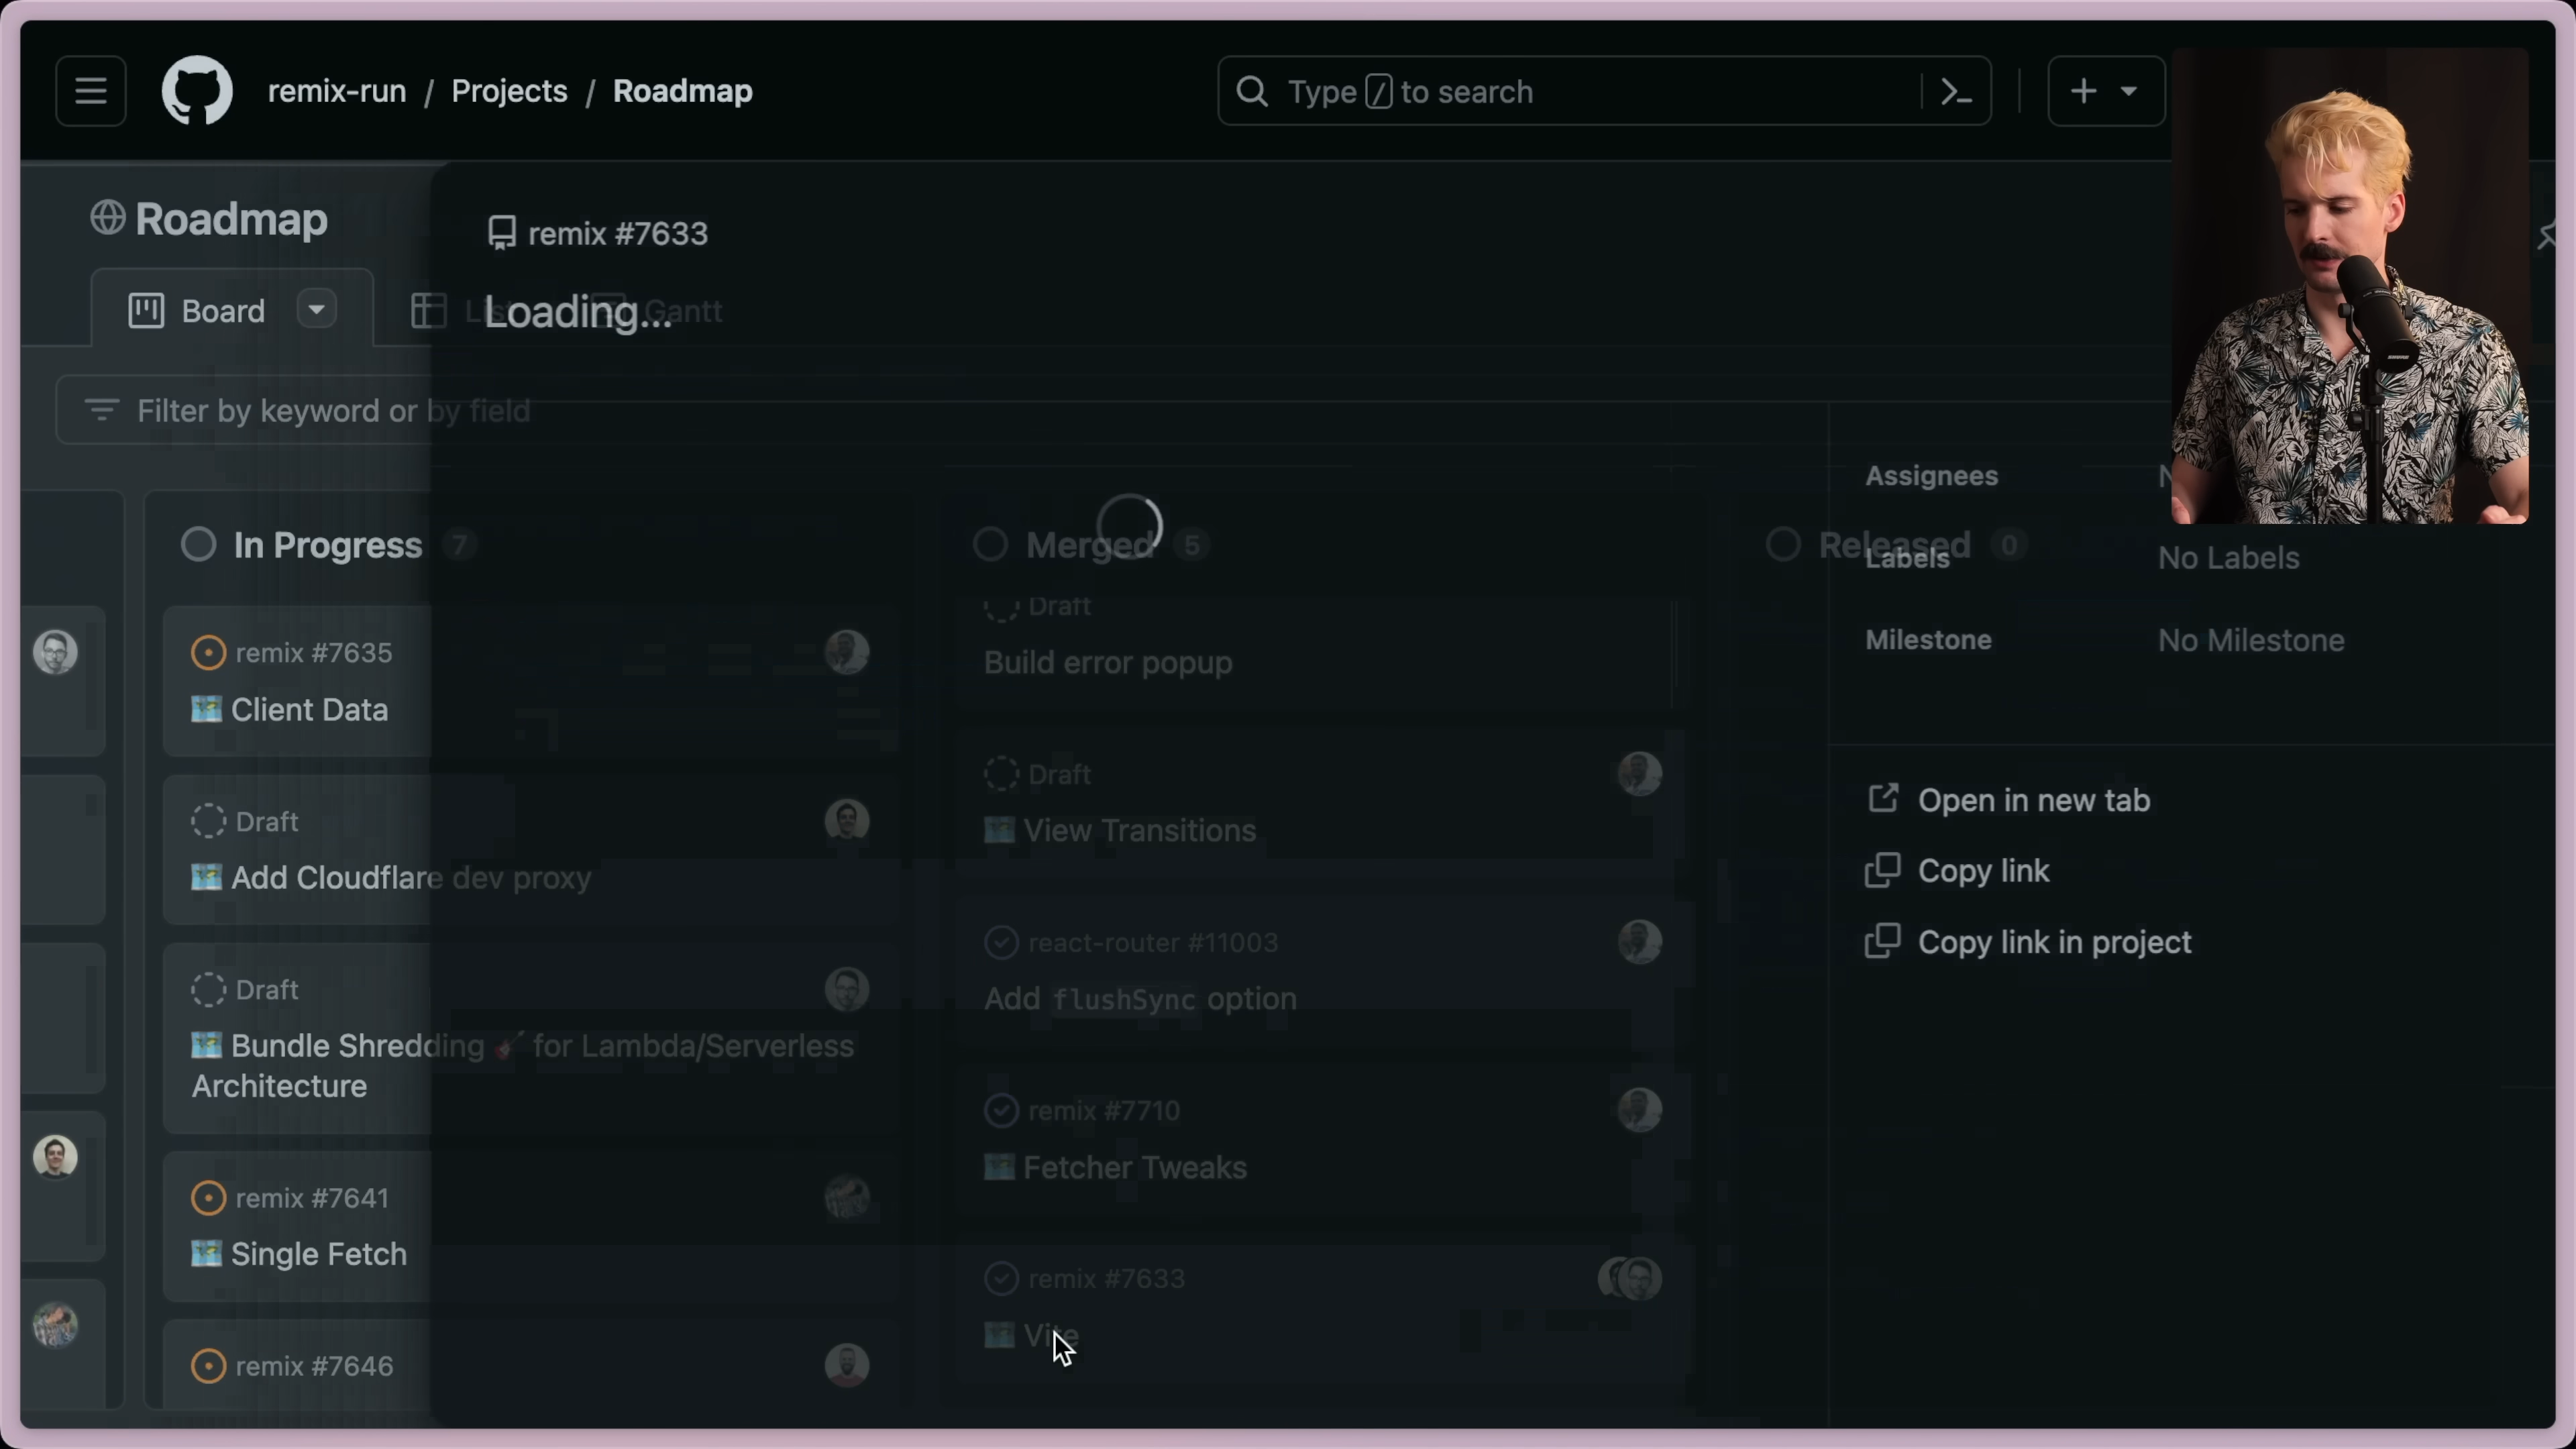 remix-run / Projects / Roadmap
Type / to search
Roadmap
remix #7633
Loading...
Board
List
Gantt
Filter by keyword or by field
In Progress 7
remix #7635
Client Data
Draft
Add Cloudflare dev proxy
Draft
Bundle Shredding 🎸 for Lambda/Serverless
Architecture
remix #7641
Single Fetch
remix #7646
Merged 5
Draft
Build error popup
Draft
View Transitions
react-router #11003
Add flushSync option
remix #7710
Fetcher Tweaks
remix #7633
Vite
Released 0
Assignees
Labels No Labels
Milestone No Milestone
Open in new tab
Copy link
Copy link in project